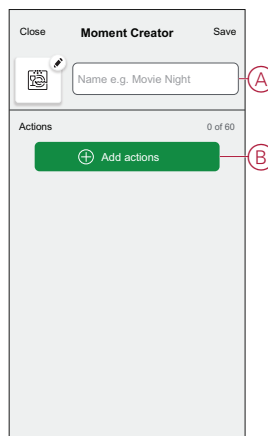 Close Moment Creator Save
Name e.g. Movie Night
A
Actions 0 of 60
Add actions
B